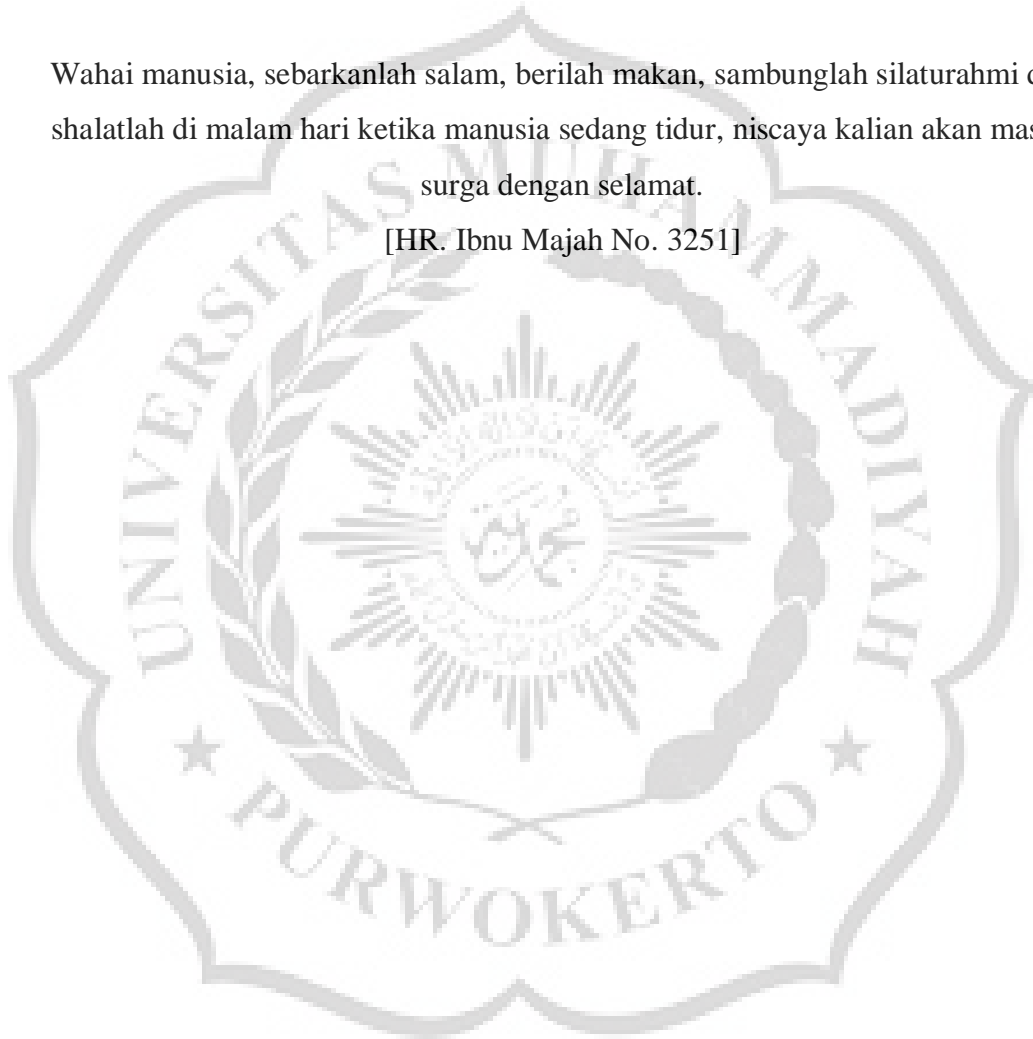 Wahai manusia, sebarkanlah salam, berilah makan, sambunglah silaturahmi
shalatlah di malam hari ketika manusia sedang tidur, niscaya kalian akan
surga dengan selamat.
[HR. Ibnu Majah No. 3251]
UNIVERSITAS MUHAMMADIYAH
PURWOKERTO